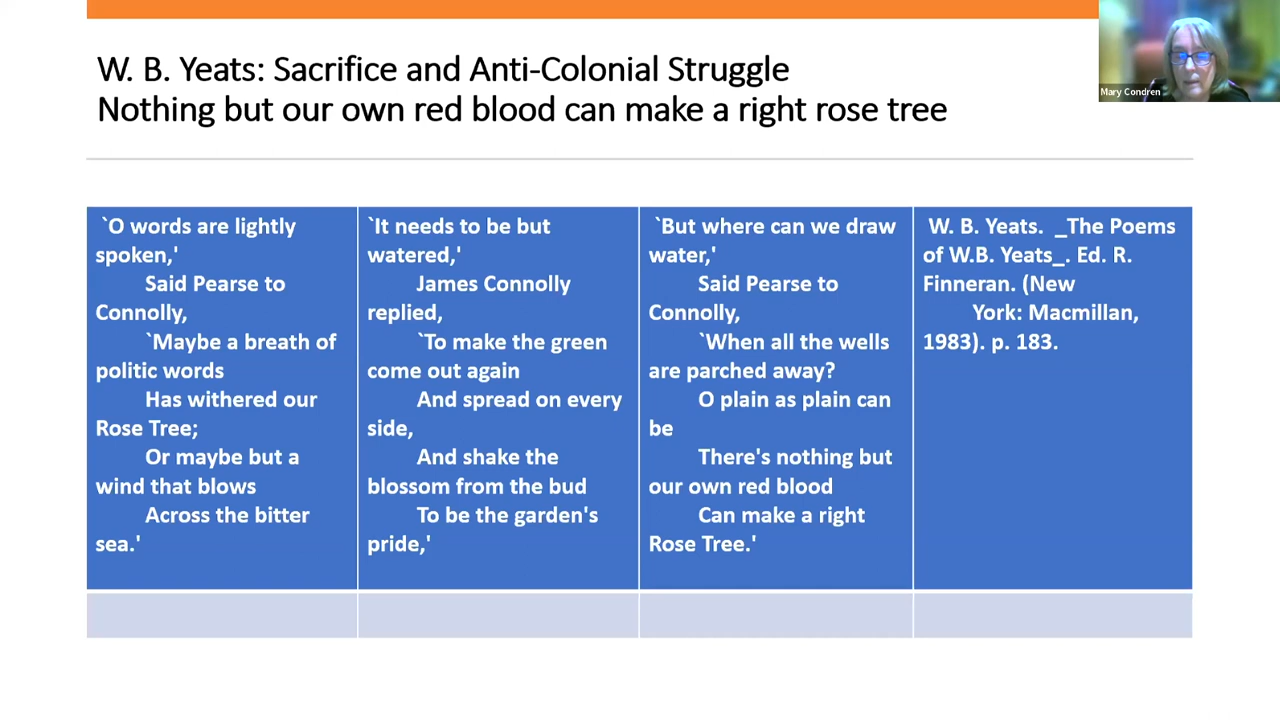 W. B. Yeats: Sacrifice and Anti-Colonial Struggle
Nothing but our own red blood can make a right rose tree
Mary Condren
`O words are lightly
spoken,'
Said Pearse to
Connolly,
`Maybe a breath of
politic words
Has withered our
Rose Tree;
Or maybe but a
wind that blows
Across the bitter
sea.'
`It needs to be but
watered,'
James Connolly
replied,
`To make the green
come out again
And spread on every
side,
And shake the
blossom from the bud
To be the garden's
pride,'
`But where can we draw
water,'
Said Pearse to
Connolly,
`When all the wells
are parched away?
O plain as plain can
be
There's nothing but
our own red blood
Can make a right
Rose Tree.'
W. B. Yeats. _The Poems
of W.B. Yeats_. Ed. R.
Finneran. (New
York: Macmillan,
1983). p. 183.